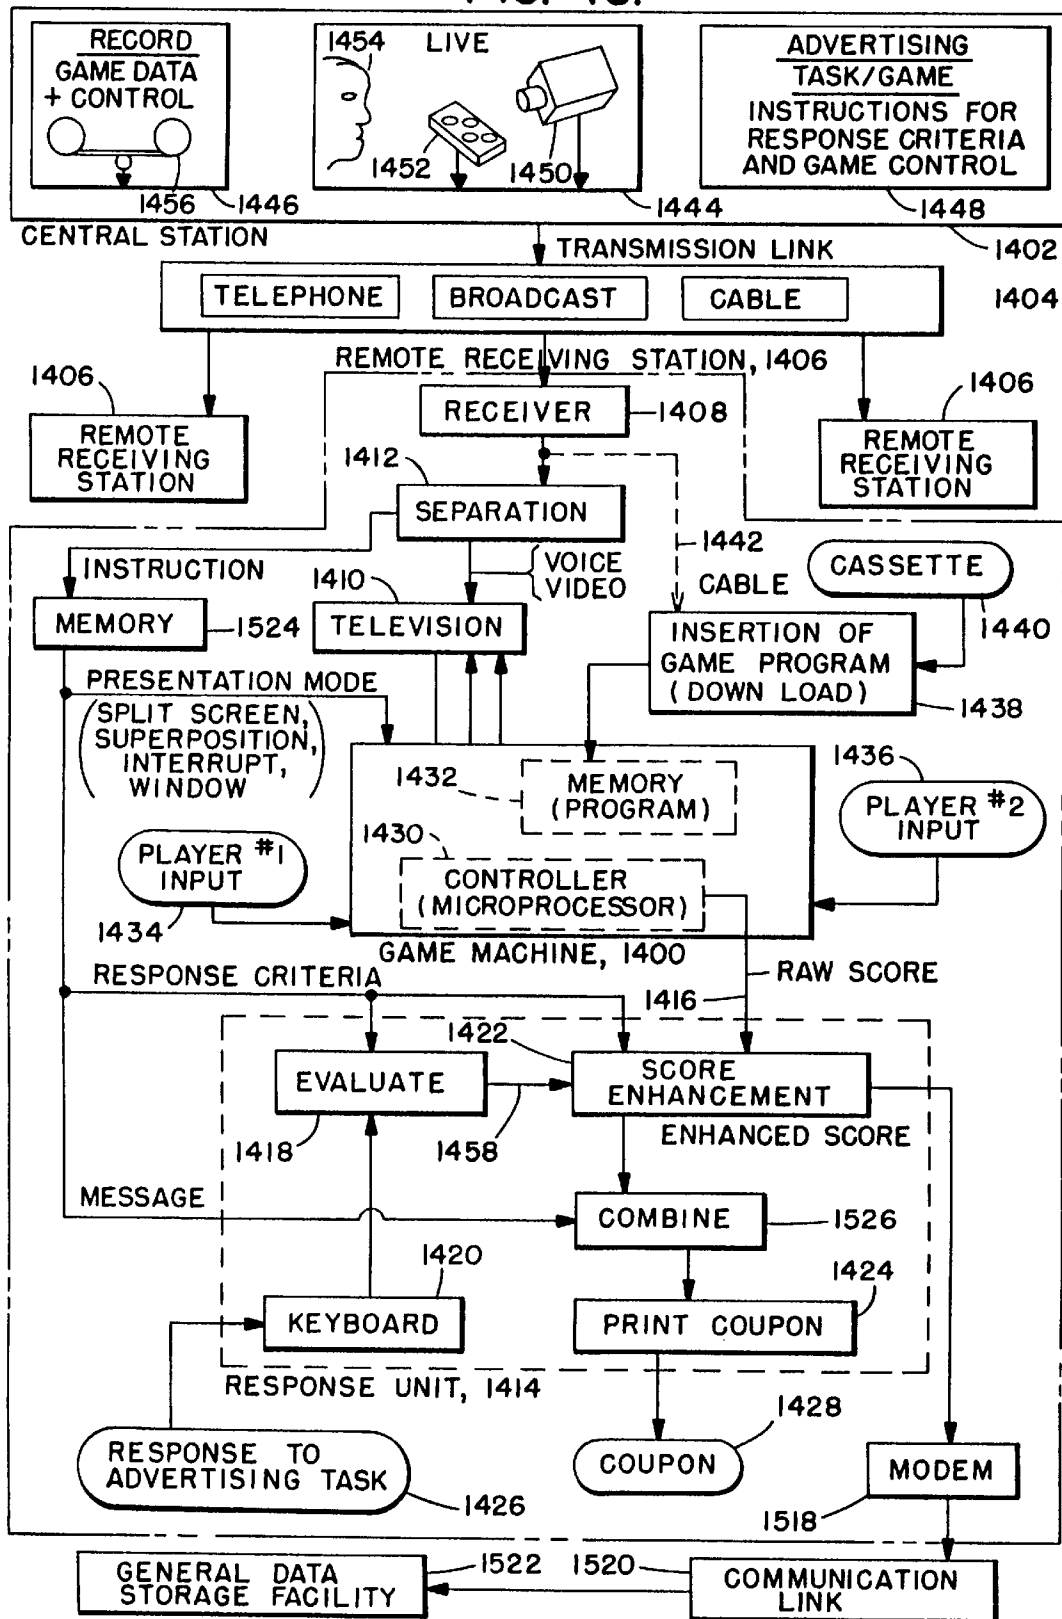 RECORD
GAME DATA
+ CONTROL
1456
1446
1454
LIVE
1452
1450
1444
ADVERTISING
TASK/GAME
INSTRUCTIONS FOR
RESPONSE CRITERIA
AND GAME CONTROL
1448
CENTRAL STATION
1402
TRANSMISSION LINK
TELEPHONE
BROADCAST
CABLE
1404
REMOTE RECEIVING STATION, 1406
1406
REMOTE
RECEIVING
STATION
RECEIVER
1408
1406
REMOTE
RECEIVING
STATION
1412
SEPARATION
1442
INSTRUCTION
1410
VOICE
VIDEO
CABLE
CASSETTE
1440
MEMORY
1524
TELEVISION
INSERTION OF
GAME PROGRAM
(DOWN LOAD)
1438
PRESENTATION MODE
(SPLIT SCREEN,
SUPERPOSITION,
INTERRUPT,
WINDOW)
1432
MEMORY
(PROGRAM)
1436
PLAYER #2
INPUT
1430
PLAYER #1
INPUT
1434
CONTROLLER
(MICROPROCESSOR)
GAME MACHINE, 1400
RAW SCORE
1416
RESPONSE CRITERIA
1422
EVALUATE
SCORE
ENHANCEMENT
1418
1458
ENHANCED SCORE
MESSAGE
COMBINE
1526
1420
1424
KEYBOARD
PRINT COUPON
RESPONSE UNIT, 1414
1428
RESPONSE TO
ADVERTISING TASK
1426
COUPON
MODEM
1518
GENERAL DATA
STORAGE FACILITY
1522
1520
COMMUNICATION
LINK